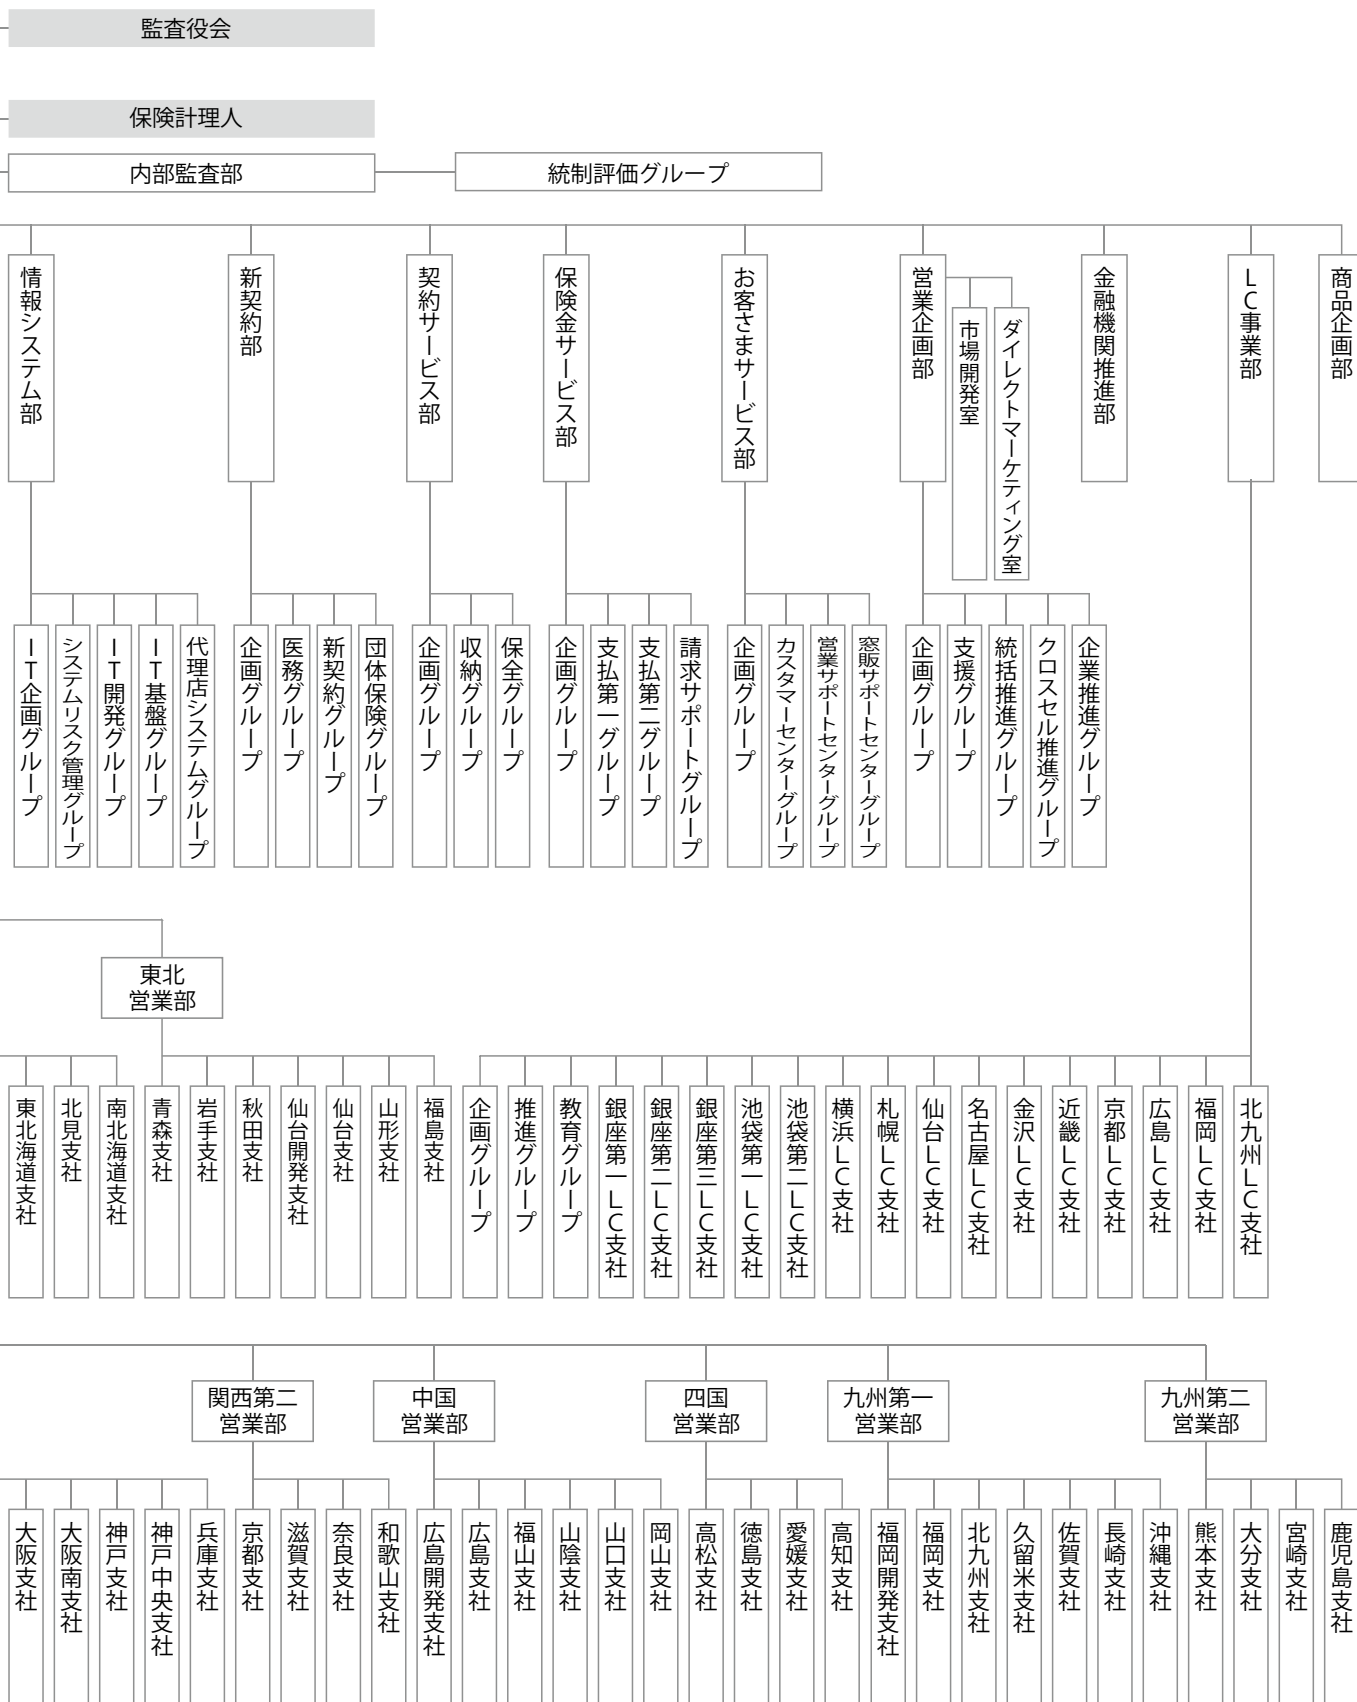 監査役会
保険計理人
内部監査部
統制評価グループ
情報システム部
新契約部
契約サービス部
保険金サービス部
お客さまサービス部
営業企画部
市場開発室
ダイレクトマーケティング室
金融機関推進部
LC事業部
商品企画部
IT企画グループ
システムリスク管理グループ
IT開発グループ
IT基盤グループ
代理店システムグループ
企画グループ
医務グループ
新契約グループ
団体保険グループ
企画グループ
収納グループ
保全グループ
企画グループ
支払第一グループ
支払第二グループ
請求サポートグループ
企画グループ
カスタマーセンターグループ
営業サポートセンターグループ
窓販サポートセンターグループ
企画グループ
支援グループ
統括推進グループ
クロスセル推進グループ
企業推進グループ
東北
営業部
東北海道支社
北見支社
南北海道支社
青森支社
岩手支社
秋田支社
仙台開発支社
仙台支社
山形支社
福島支社
企画グループ
推進グループ
教育グループ
銀座第一LC支社
銀座第二LC支社
銀座第三LC支社
池袋第一LC支社
池袋第二LC支社
横浜LC支社
札幌LC支社
仙台LC支社
名古屋LC支社
金沢LC支社
近畿LC支社
京都LC支社
広島LC支社
福岡LC支社
北九州LC支社
関西第二
営業部
中国
営業部
四国
営業部
九州第一
営業部
九州第二
営業部
大阪支社
大阪南支社
神戸支社
神戸中央支社
兵庫支社
京都支社
滋賀支社
奈良支社
和歌山支社
広島開発支社
広島支社
福山支社
山陰支社
山口支社
岡山支社
高松支社
徳島支社
愛媛支社
高知支社
福岡開発支社
福岡支社
北九州支社
久留米支社
佐賀支社
長崎支社
沖縄支社
熊本支社
大分支社
宮崎支社
鹿児島支社